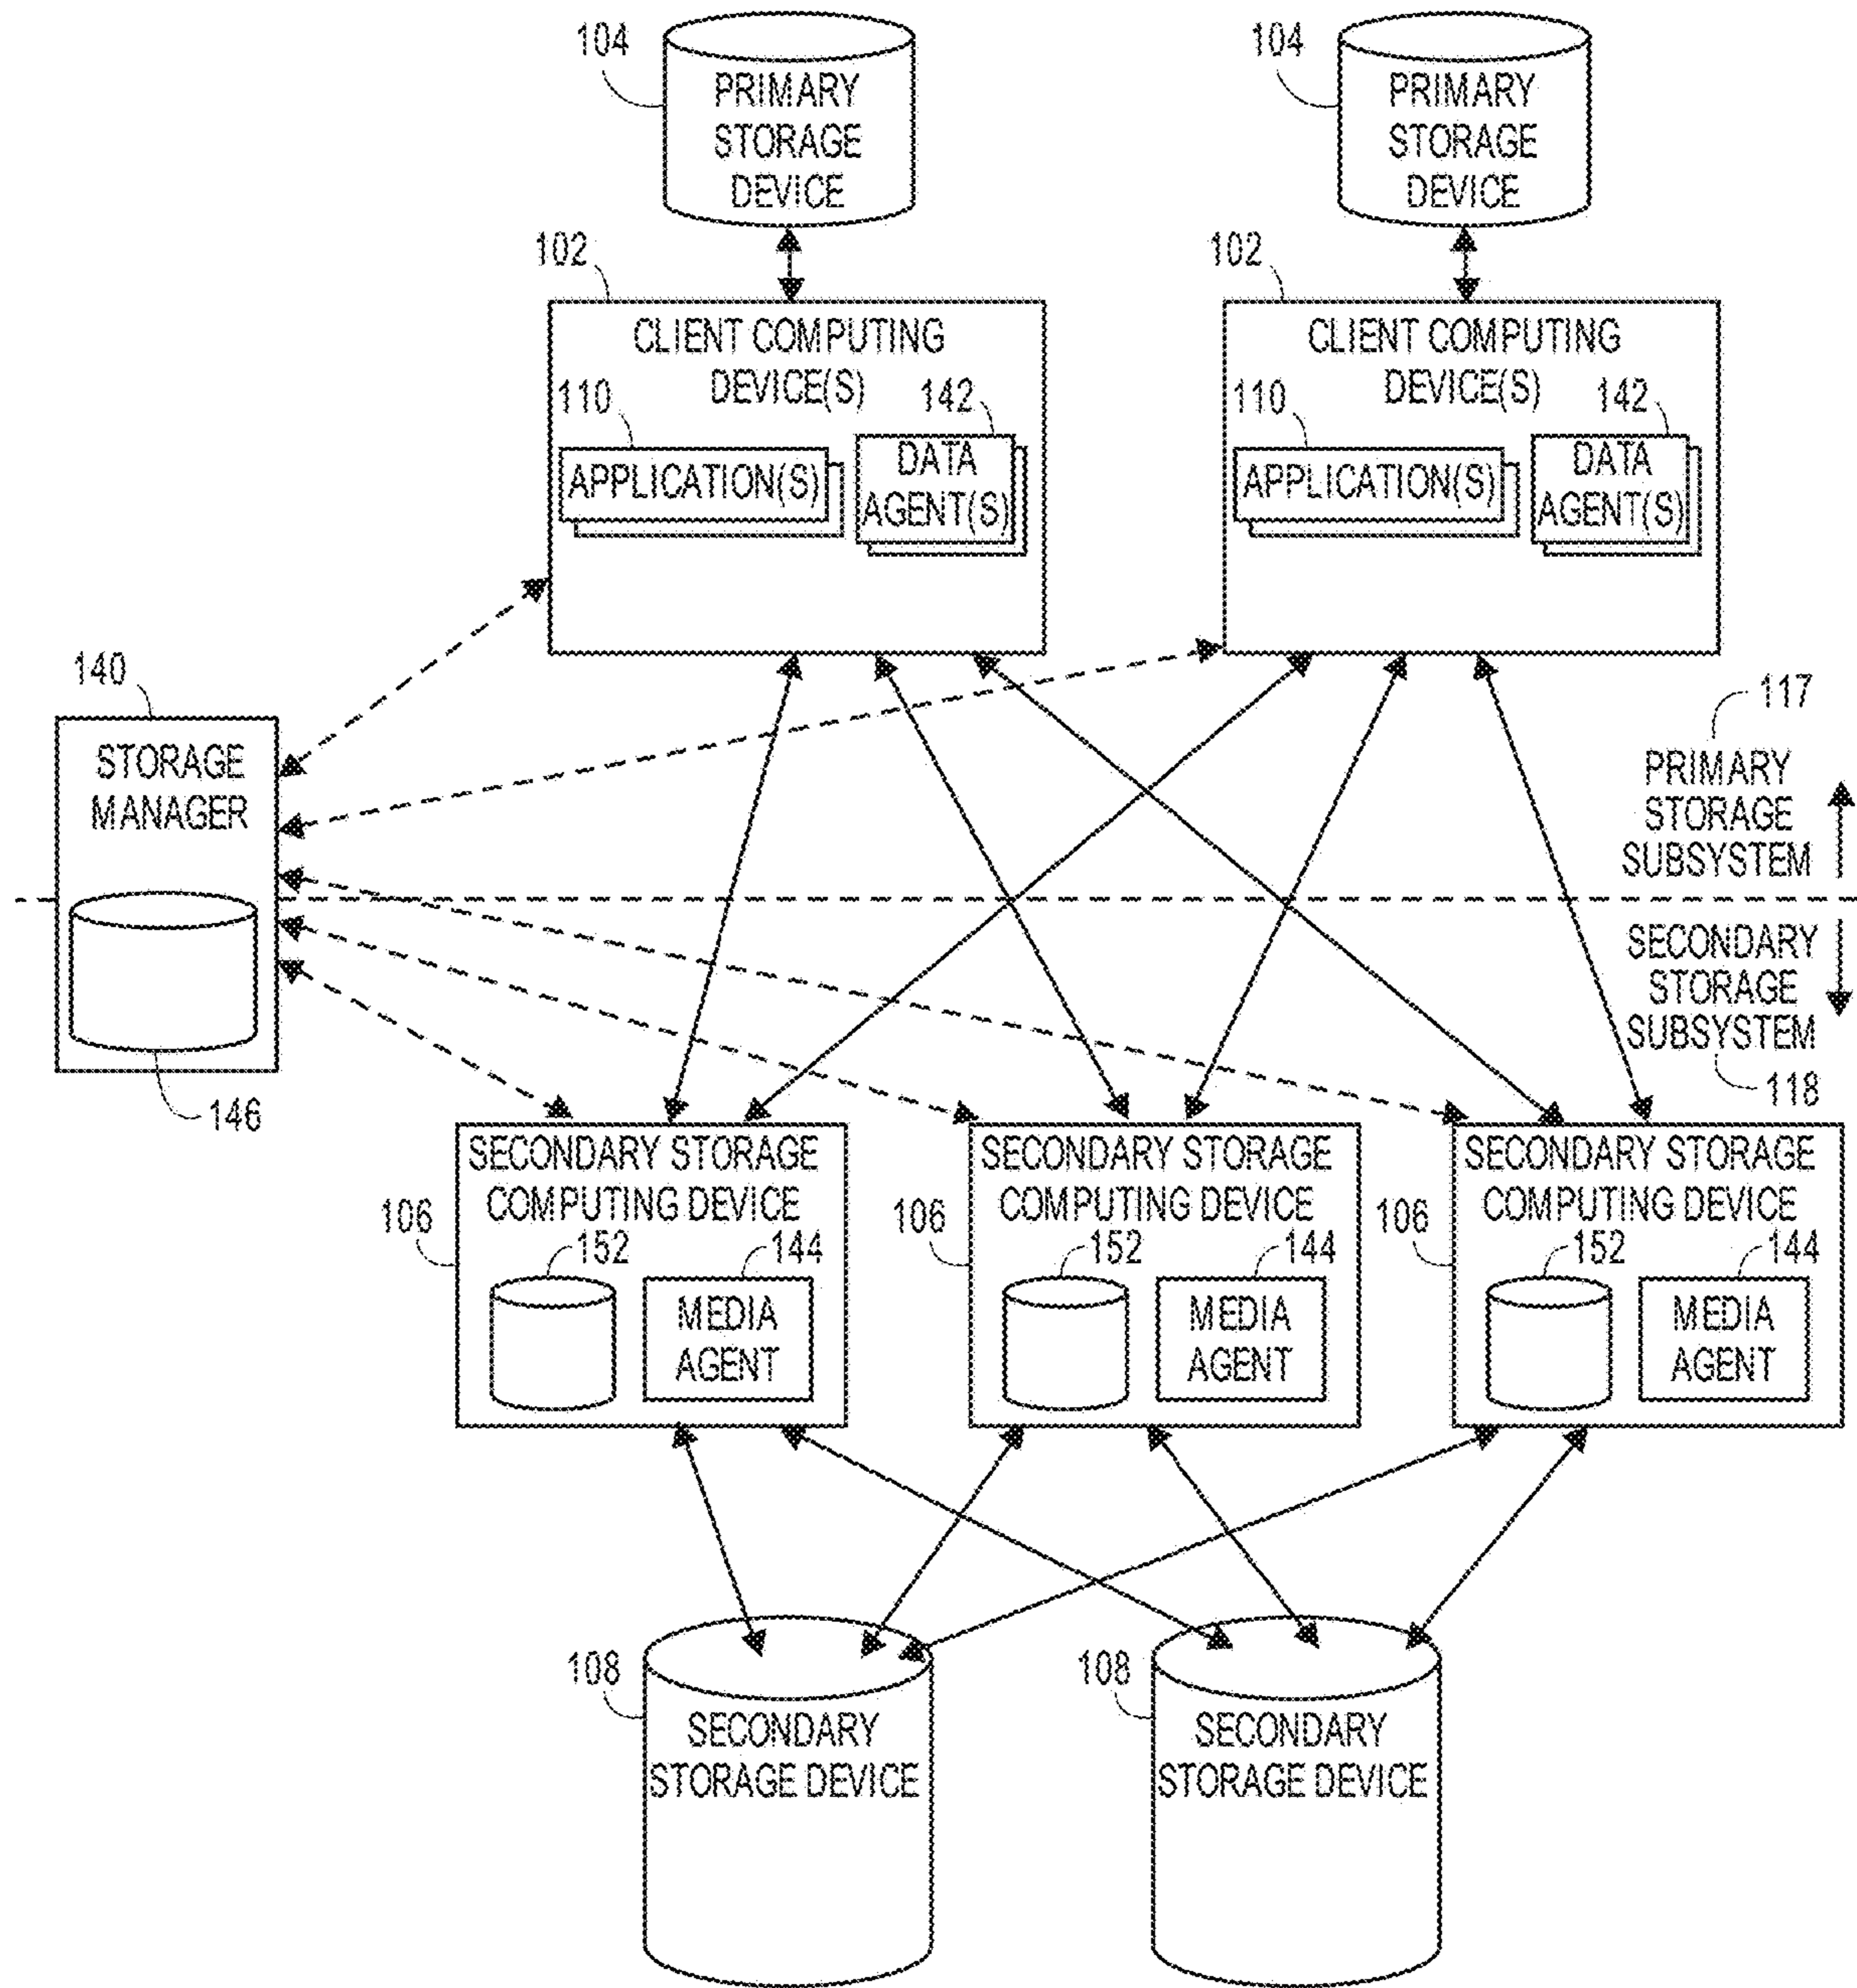 104
PRIMARY
STORAGE
DEVICE
104
PRIMARY
STORAGE
DEVICE
102
CLIENT COMPUTING
DEVICE(S)
110
APPLICATION(S)
142
DATA
AGENT(S)
102
CLIENT COMPUTING
DEVICE(S)
110
APPLICATION(S)
142
DATA
AGENT(S)
140
STORAGE
MANAGER
146
117
PRIMARY
STORAGE
SUBSYSTEM
SECONDARY
STORAGE
SUBSYSTEM
118
106
SECONDARY STORAGE
COMPUTING DEVICE
152
144
MEDIA
AGENT
106
SECONDARY STORAGE
COMPUTING DEVICE
152
144
MEDIA
AGENT
106
SECONDARY STORAGE
COMPUTING DEVICE
152
144
MEDIA
AGENT
108
SECONDARY
STORAGE DEVICE
108
SECONDARY
STORAGE DEVICE